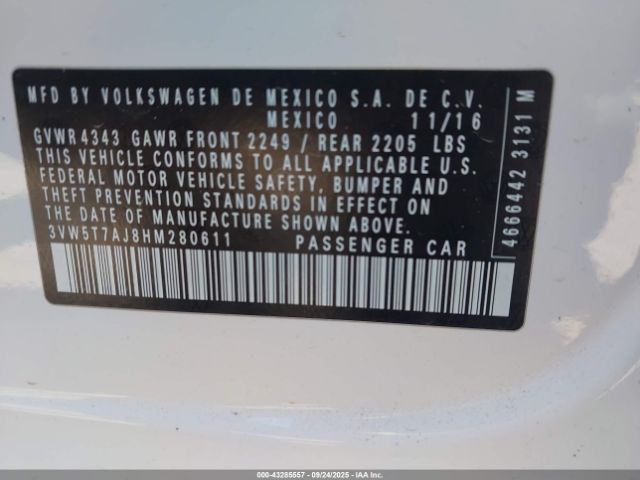 MFD BY VOLKSWAGEN DE MEXICO S.A. DE C.V.
MEXICO 11/16
GVWR 4343 GAWR FRONT 2249 / REAR 2205 LBS
THIS VEHICLE CONFORMS TO ALL APPLICABLE U.S.
FEDERAL MOTOR VEHICLE SAFETY, BUMPER AND
THEFT PREVENTION STANDARDS IN EFFECT ON
THE DATE OF MANUFACTURE SHOWN ABOVE.
3VW5T7AJ8HM280611 PASSENGER CAR
4666442 3131 M
000-43285557 - 09/24/2025 - IAA Inc.